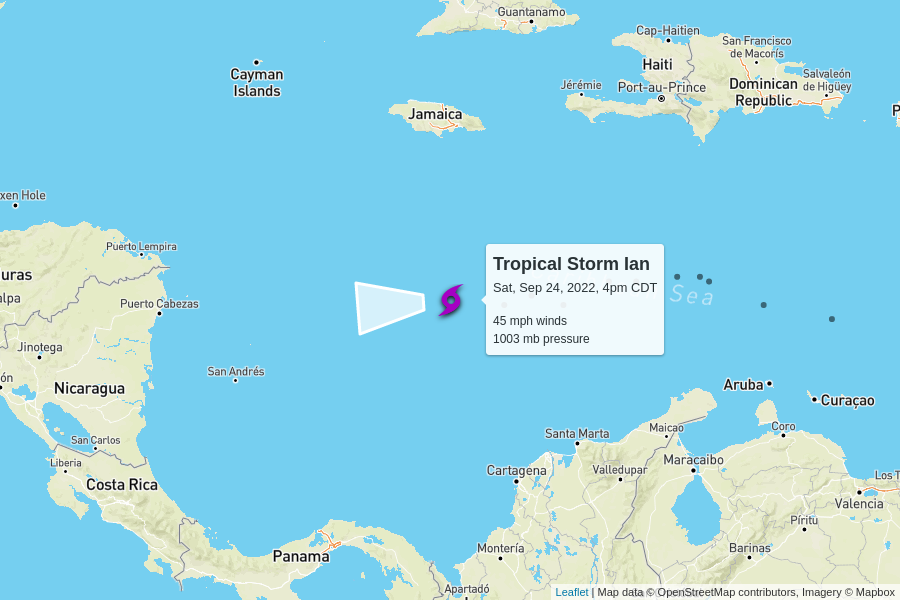 Guantanamo
Cap-Haitien
San Francisco
de Macorís
Haiti
Cayman
Islands
Jérémie
Port-au-Prince
Dominican
Republic
Salvaleón
de Higüey
Jamaica
P
xen Hole
Puerto Lempira
uras
alpa
Puerto Cabezas
Tropical Storm Ian
Sat, Sep 24, 2022, 4pm CDT
45 mph winds
1003 mb pressure
Sea
Jinotega
ón
San Andrés
Nicaragua
Aruba
Curaçao
San Carlos
Liberia
Santa Marta
Maicao
Coro
Costa Rica
Cartagena
Valledupar
Maracaibo
Los T
Valencia
Píritu
Panama
Montería
Barinas
Apartadó
Leaflet | Map data © OpenStreetMap contributors, Imagery © Mapbox